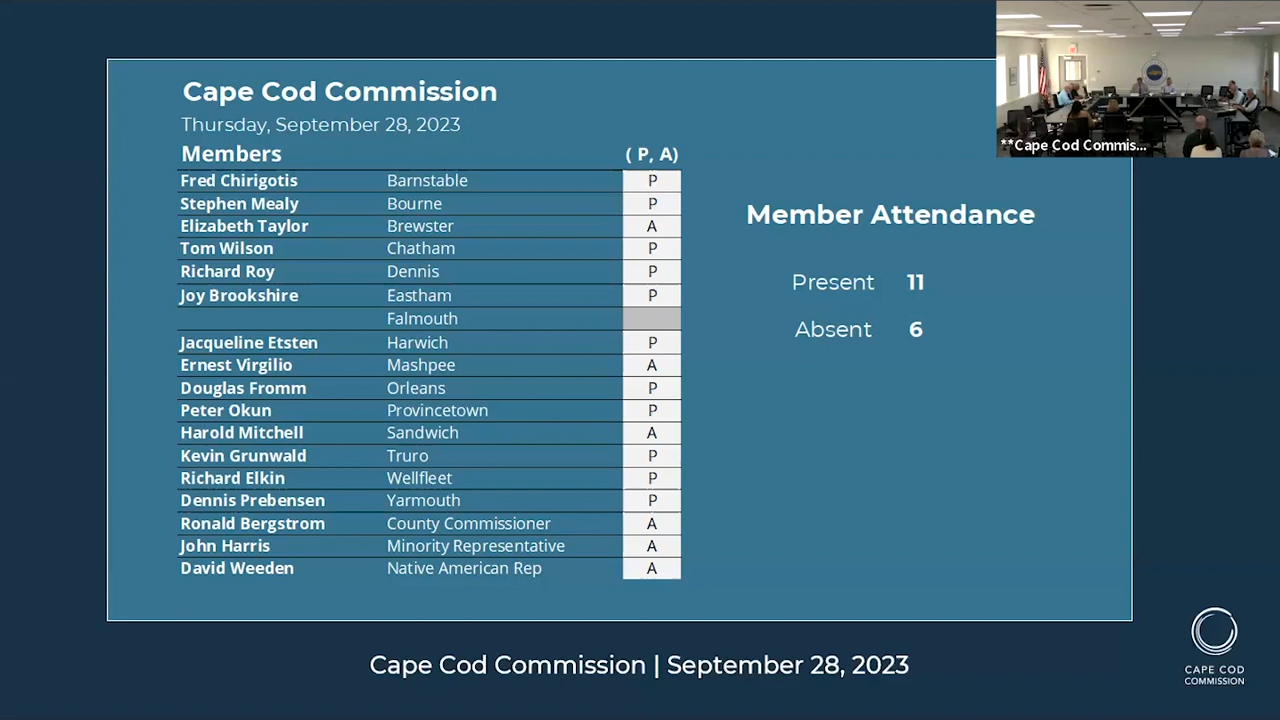 Cape Cod Commission
Thursday, September 28, 2023
Members ( P, A)
Fred Chirigotis Barnstable P
Stephen Mealy Bourne P
Elizabeth Taylor Brewster A
Tom Wilson Chatham P
Richard Roy Dennis P
Joy Brookshire Eastham P
Falmouth
Jacqueline Etsten Harwich P
Ernest Virgilio Mashpee A
Douglas Fromm Orleans P
Peter Okun Provincetown P
Harold Mitchell Sandwich A
Kevin Grunwald Truro P
Richard Elkin Wellfleet P
Dennis Prebensen Yarmouth P
Ronald Bergstrom County Commissioner A
John Harris Minority Representative A
David Weeden Native American Rep A
Member Attendance
Present 11
Absent 6
**Cape Cod Commis...
Cape Cod Commission | September 28, 2023
CAPE COD
COMMISSION